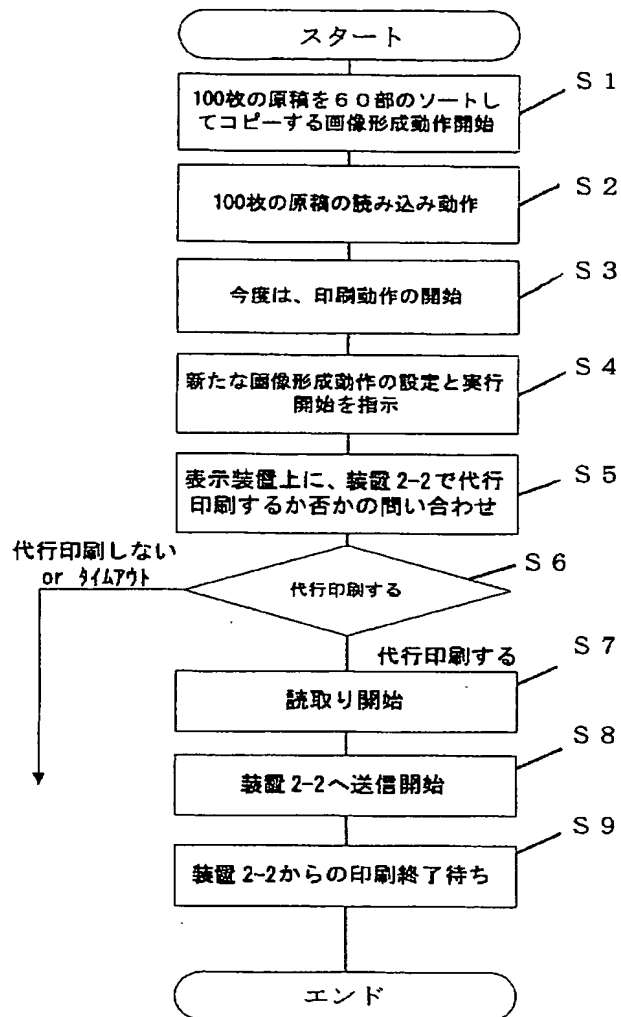 スタート
S1
100枚の原稿を60部のソートし
てコピーする画像形成動作開始
S2
100枚の原稿の読み込み動作
S3
今度は、印刷動作の開始
S4
新たな画像形成動作の設定と実行
開始を指示
S5
表示装置上に、装置2-2で代行
印刷するか否かの問い合わせ
代行印刷しない
or タイムアウト
S6
代行印刷する
代行印刷する
S7
読取り開始
S8
装置2-2へ送信開始
S9
装置2-2からの印刷終了待ち
エンド